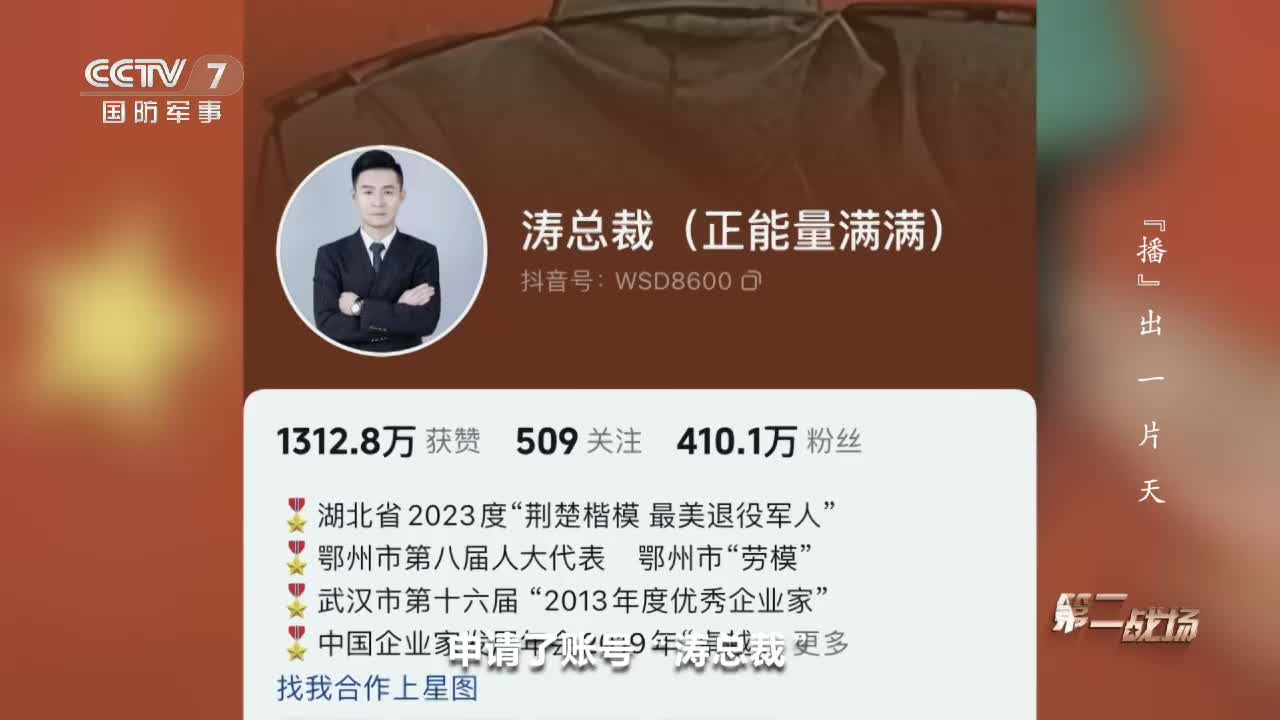 CCTV 7
国防军事
涛总裁（正能量满满）
抖音号：WSD8600
1312.8万 获赞 509 关注 410.1万 粉丝
湖北省2023度“荆楚楷模 最美退役军人”
鄂州市第八届人大代表 鄂州市“劳模”
武汉市第十六届 “2013年度优秀企业家”
中国企业家 更多
申请了账号 涛总裁
找我合作上星图
『播』出一片天
第二战场